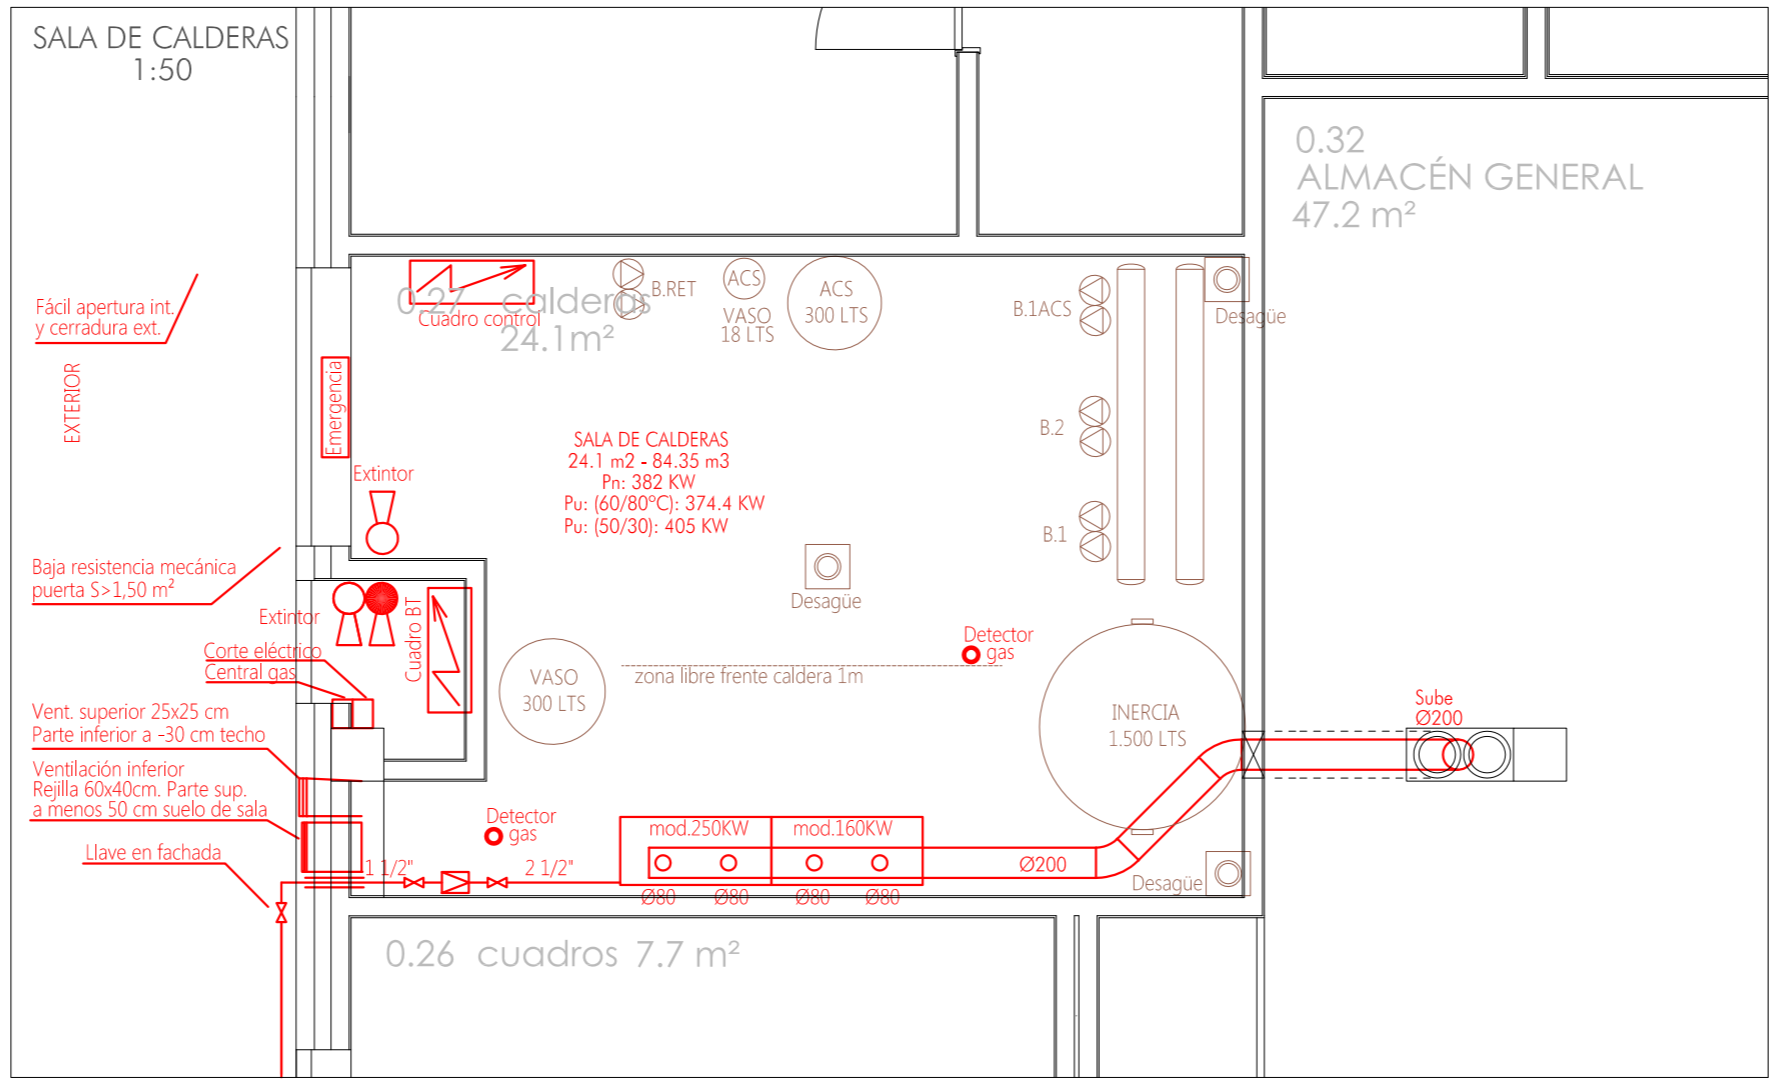 SALA DE CALDERAS
1:50
0.32
ALMACÉN GENERAL
47.2 m²
Fácil apertura int.
y cerradura ext.
EXTERIOR
Emergencia
0.27 calderas
24.1m²
Cuadro control
B.RET
ACS
VASO
18 LTS
ACS
300 LTS
B.1ACS
Desagüe
B.2
B.1
SALA DE CALDERAS
24.1 m2 - 84.35 m3
Pn: 382 KW
Pu: (60/80°C): 374.4 KW
Pu: (50/30): 405 KW
Extintor
Baja resistencia mecánica
puerta S>1,50 m²
Extintor
Cuadro BT
Corte eléctrico
Central gas
Desagüe
Detector
gas
zona libre frente caldera 1m
VASO
300 LTS
INERCIA
1.500 LTS
Sube
Ø200
Vent. superior 25x25 cm
Parte inferior a -30 cm techo
Ventilación inferior
Rejilla 60x40cm. Parte sup.
a menos 50 cm suelo de sala
Llave en fachada
Detector
gas
1 1/2"
2 1/2"
mod.250KW
mod.160KW
Ø80
Ø80
Ø80
Ø80
Ø200
Desagüe
0.26 cuadros 7.7 m²